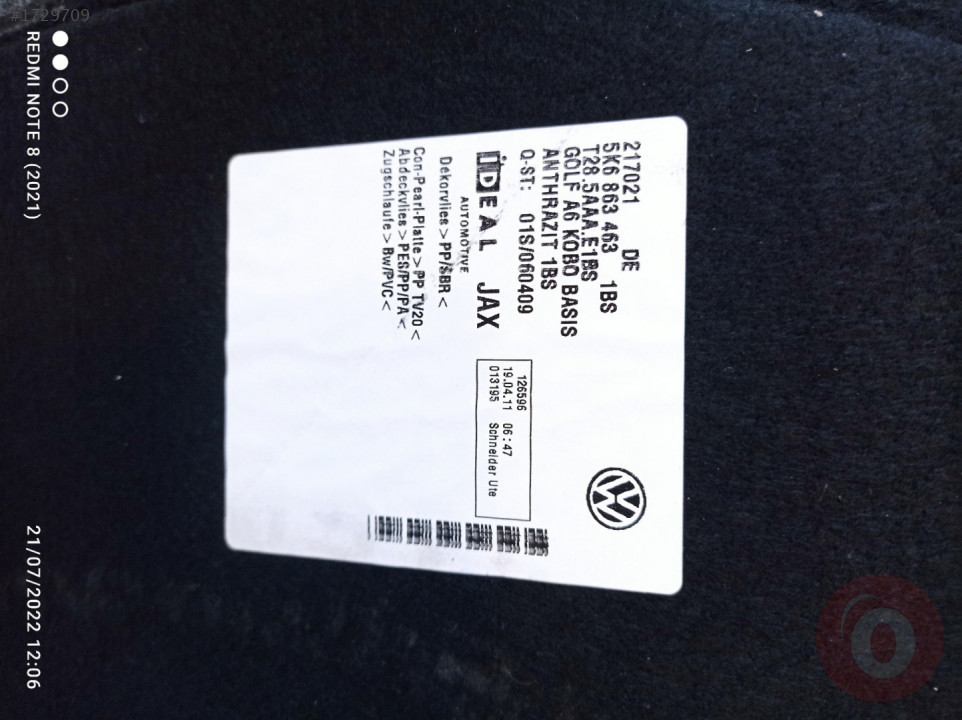 #1729709
217021 DE
5K6 863 463 1BS
T28.5AAA.E1BS
GOLF A6 KOBO BASIS
ANTHRAZIT 1BS
Q-ST: 01S/060409
iDEAL JAX
AUTOMOTIVE
Dekorvlies > PP/SBR <
Con-Pearl-Platte > PP TV20 <
Abdeckvlies > PES/PP/PA <
Zugschlaufe > Bw/PVC <
126596
19.04.11 06:47
013195 Schneider Ute
VW
REDMI NOTE 8 (2021)
21/07/2022 12:06
O